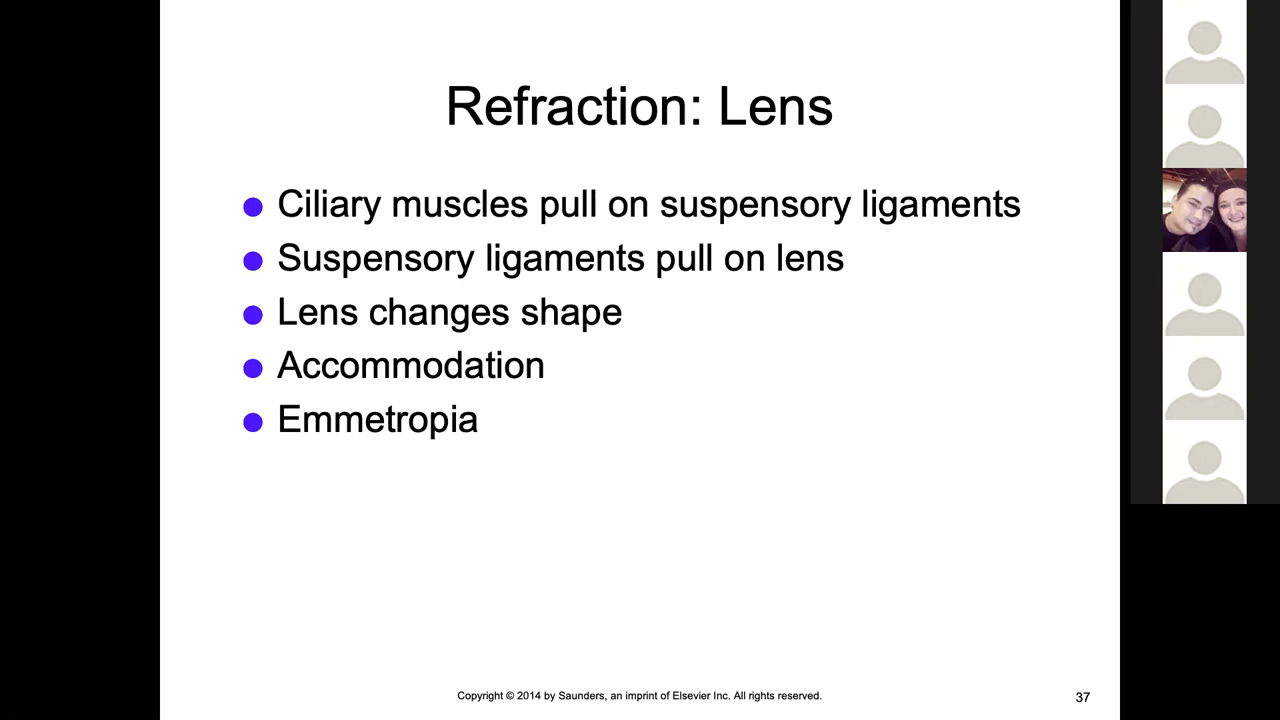 Refraction: Lens
Ciliary muscles pull on suspensory ligaments
Suspensory ligaments pull on lens
Lens changes shape
Accommodation
Emmetropia
Copyright © 2014 by Saunders, an imprint of Elsevier Inc. All rights reserved.
37